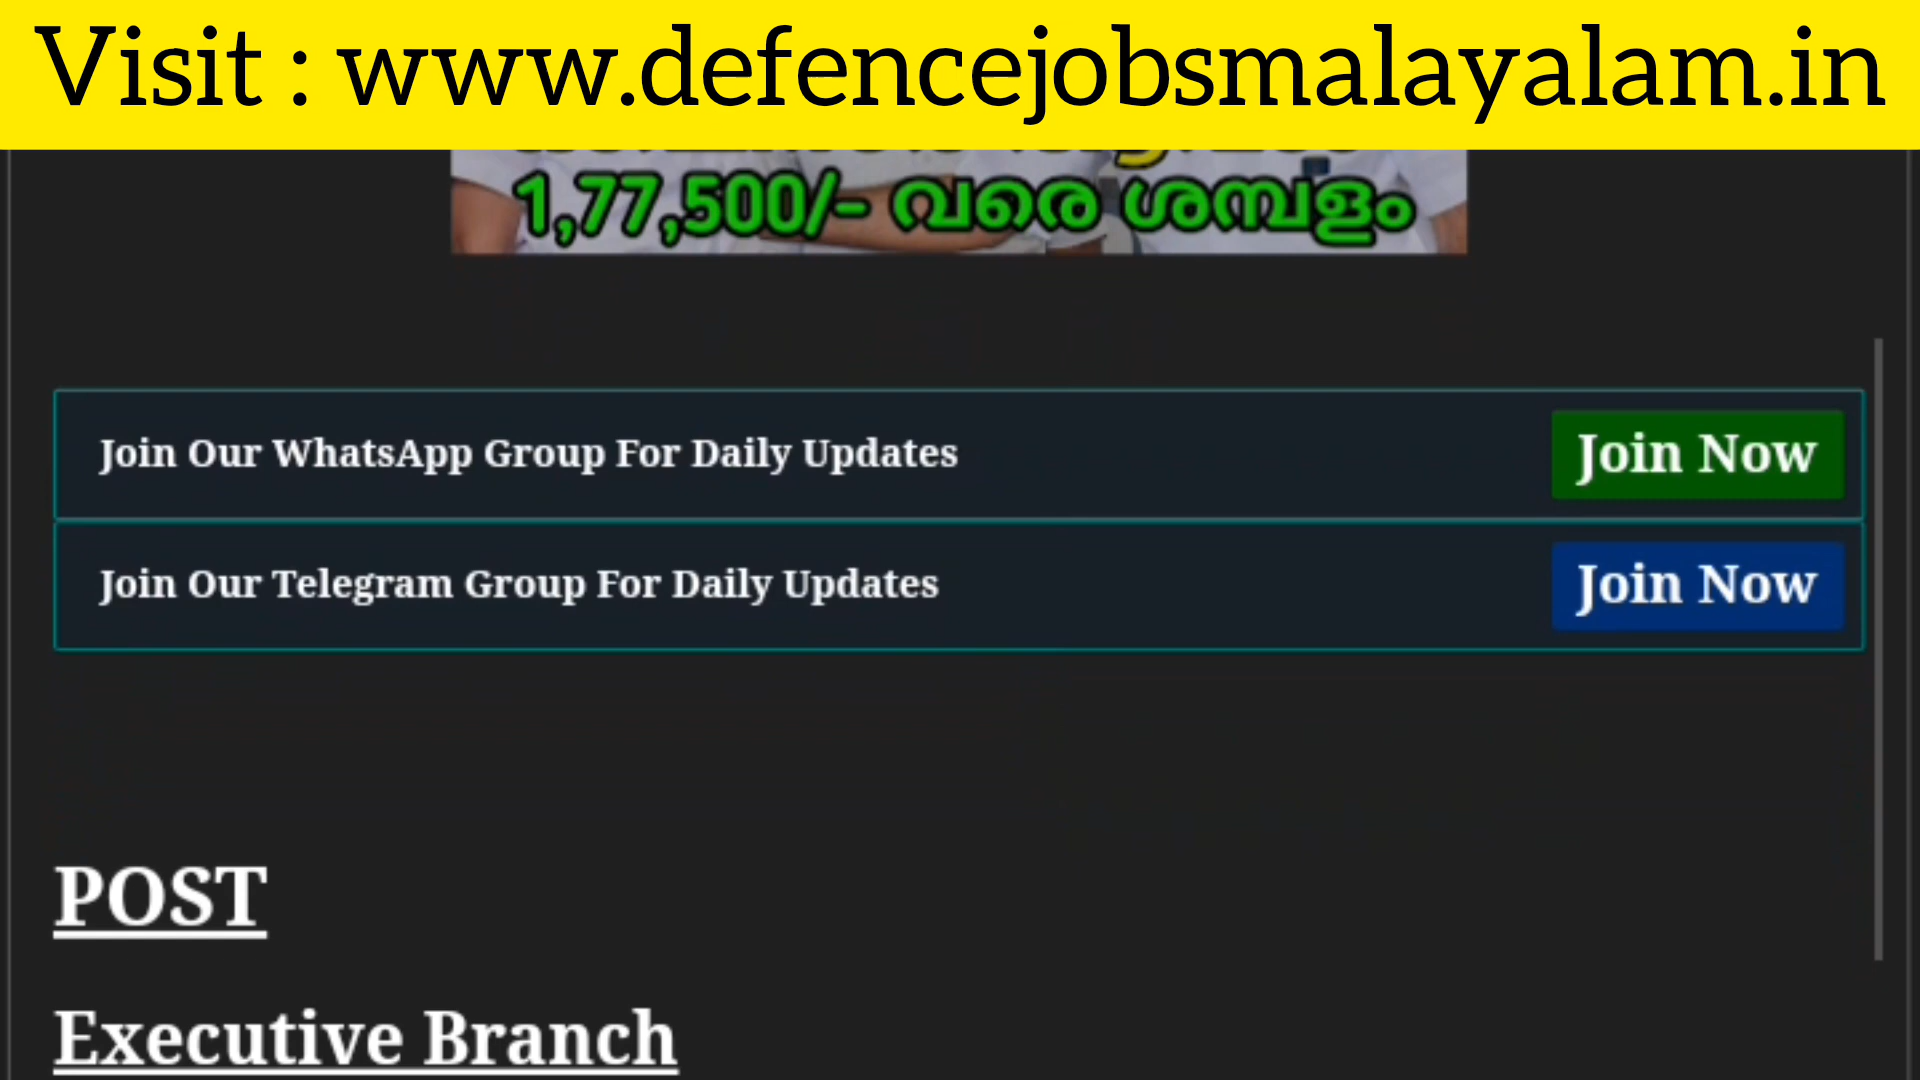 Visit : www.defencejobsmalayalam.in
1,77,500/- വരെ ശമ്പളം
Join Our WhatsApp Group For Daily Updates
Join Now
Join Our Telegram Group For Daily Updates
Join Now
POST
Executive Branch